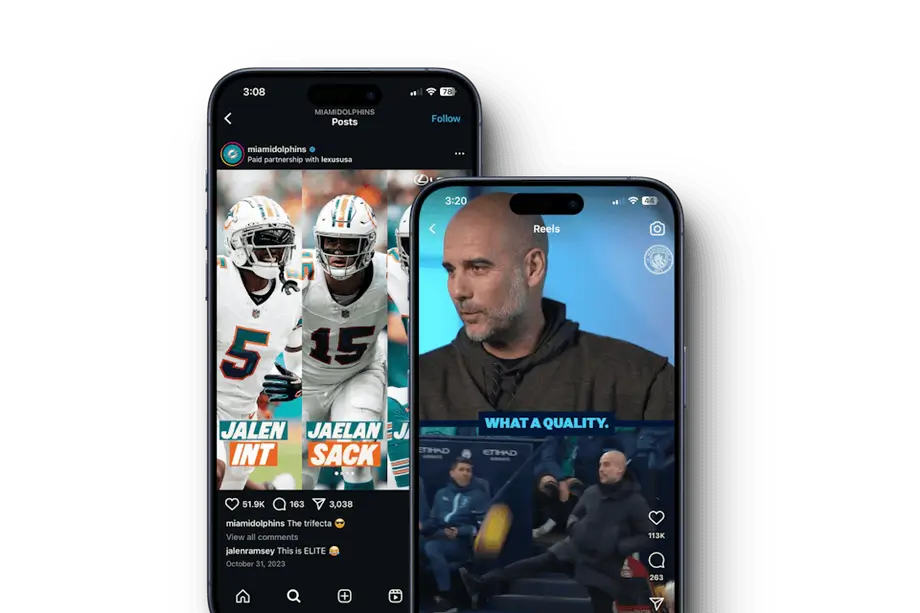 3:08
78
MIAMIDOLPHINS
Posts
Follow
miamidolphins
Paid partnership with lexususa
5
15
JALEN
INT
JAELAN
SACK
51.9K 163 3,038
miamidolphins The trifecta 😎
View all comments
jalenramsey This is ELITE 😂
October 31, 2023
3:20
44
Reels
WHAT A QUALITY.
ETIHAD
ETIHAD
113K
263